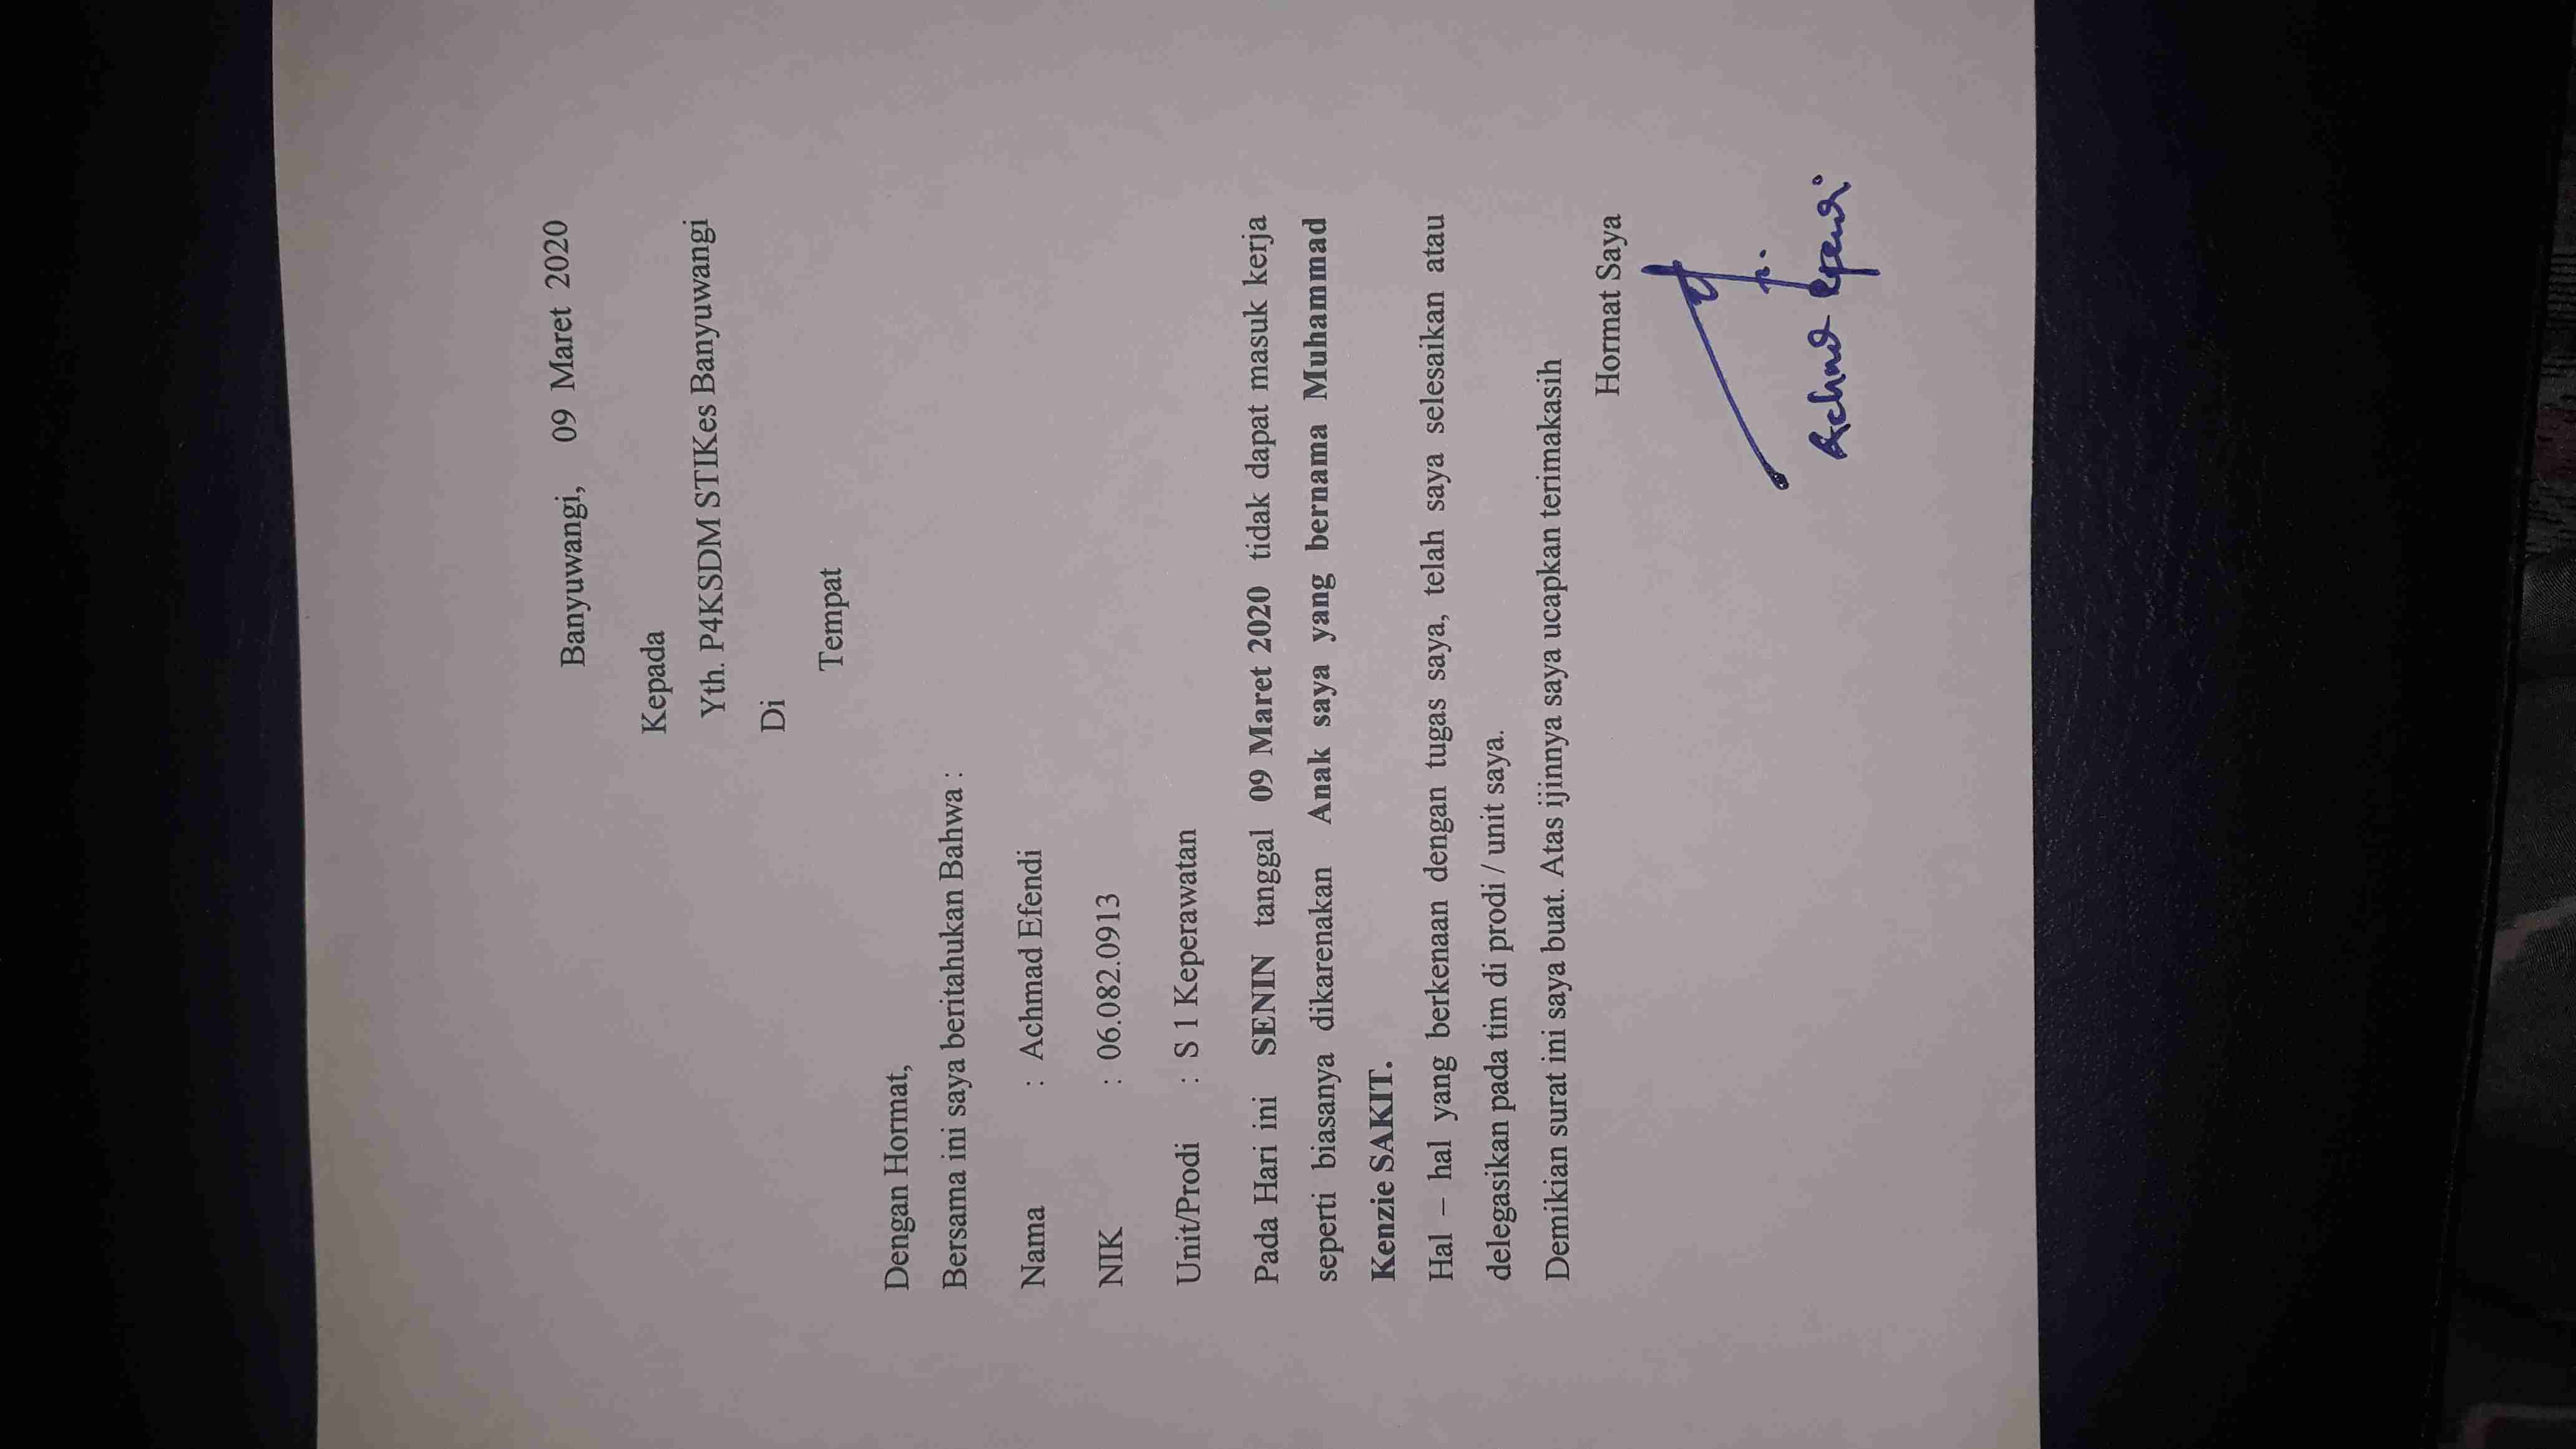 Banyuwangi, 09 Maret 2020
Kepada
Yth. P4KSDM STIKes Banyuwangi
Di
Tempat
Dengan Hormat,
Bersama ini saya beritahukan Bahwa :
Nama : Achmad Efendi
NIK : 06.082.0913
Unit/Prodi : S 1 Keperawatan
Pada Hari ini SENIN tanggal 09 Maret 2020 tidak dapat masuk kerja
seperti biasanya dikarenakan Anak saya yang bernama Muhammad
Kenzie SAKIT.
Hal – hal yang berkenaan dengan tugas saya, telah saya selesaikan atau
delegasikan pada tim di prodi / unit saya.
Demikian surat ini saya buat. Atas ijinnya saya ucapkan terimakasih
Hormat Saya
Achmad Efendi